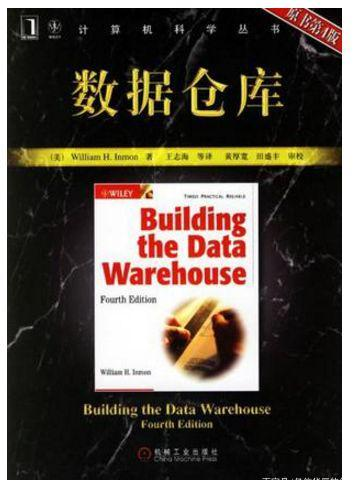 计算机科学丛书
原书第4版
数据仓库
(美) William H. Inmon 著 王志海 等译 黄厚宽 田盛丰 审校
WILEY
TIMELY. PRACTICAL. RELIABLE.
Building
the Data
Warehouse
Fourth Edition
William H. Inmon
Building the Data Warehouse
Fourth Edition
机械工业出版社
China Machine Press